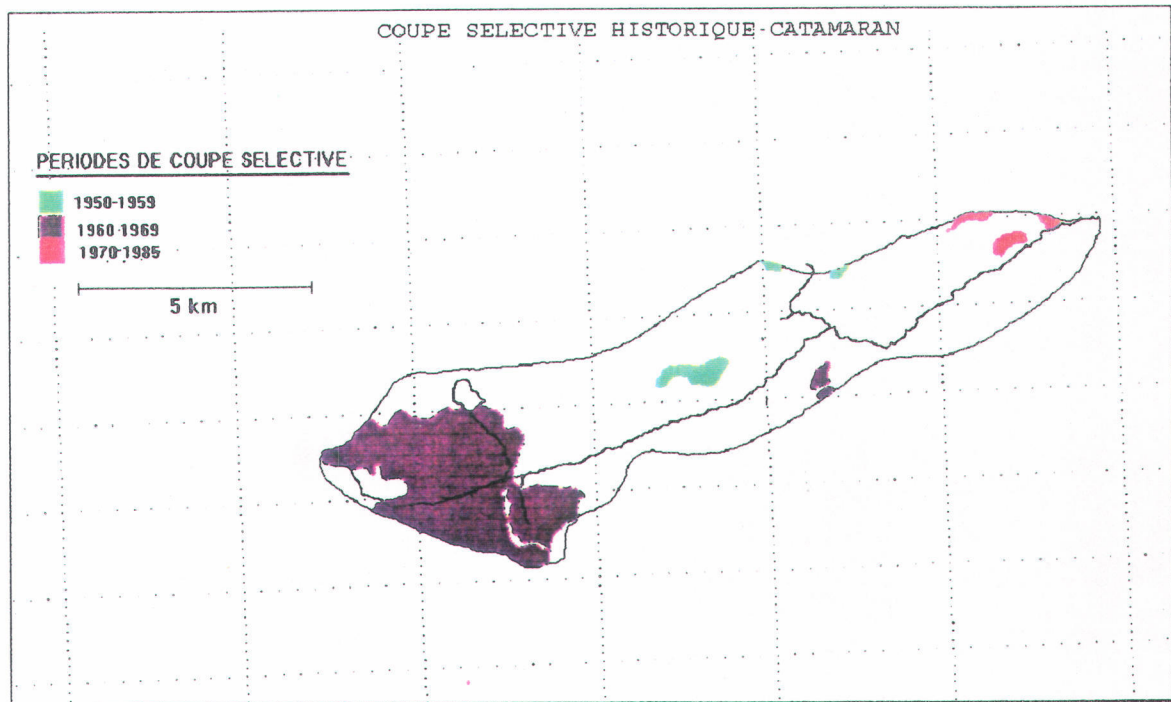 COUPE SELECTIVE HISTORIQUE-CATAMARAN
PERIODES DE COUPE SELECTIVE
1950-1959
1960-1969
1970-1985
5 km